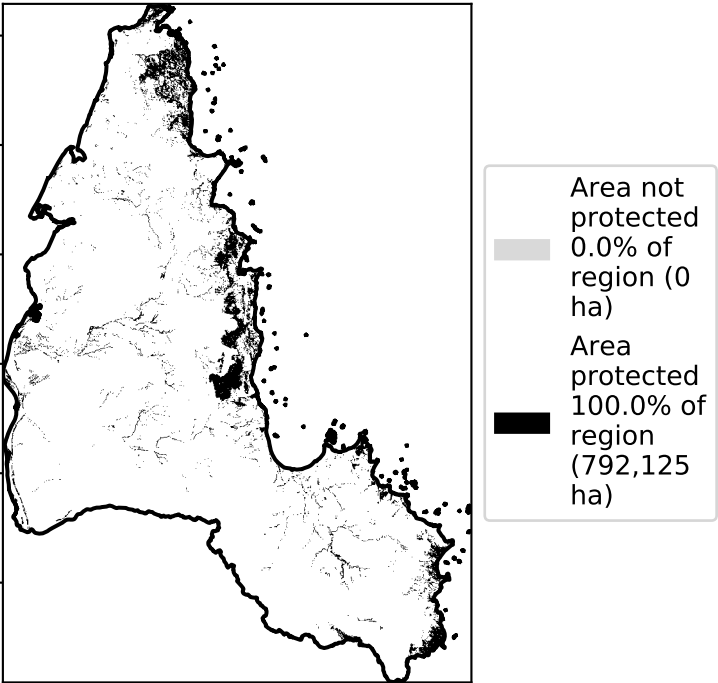 Area not
protected
0.0% of
region (0
ha)
Area
protected
100.0% of
region
(792,125
ha)